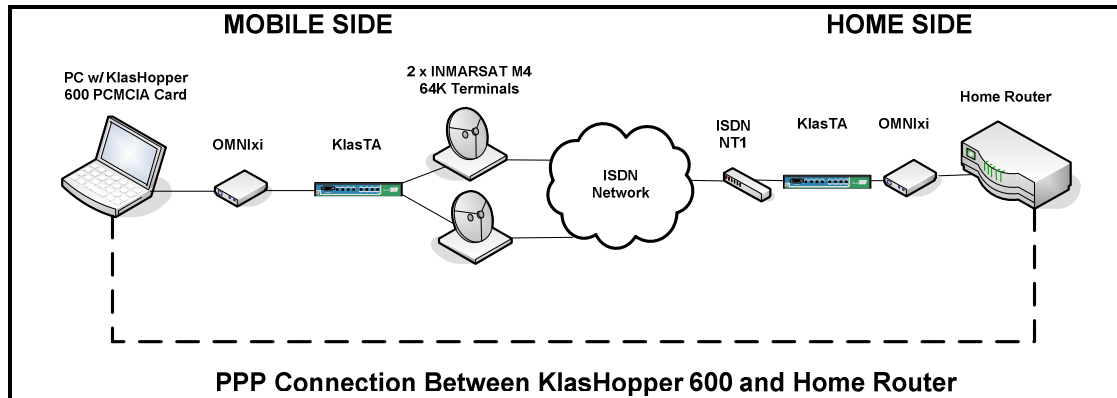 MOBILE SIDE
HOME SIDE
PC w/ KlasHopper
600 PCMCIA Card
OMNIxi
KlasTA
2 x INMARSAT M4
64K Terminals
ISDN
Network
ISDN
NT1
KlasTA
OMNIxi
Home Router
PPP Connection Between KlasHopper 600 and Home Router